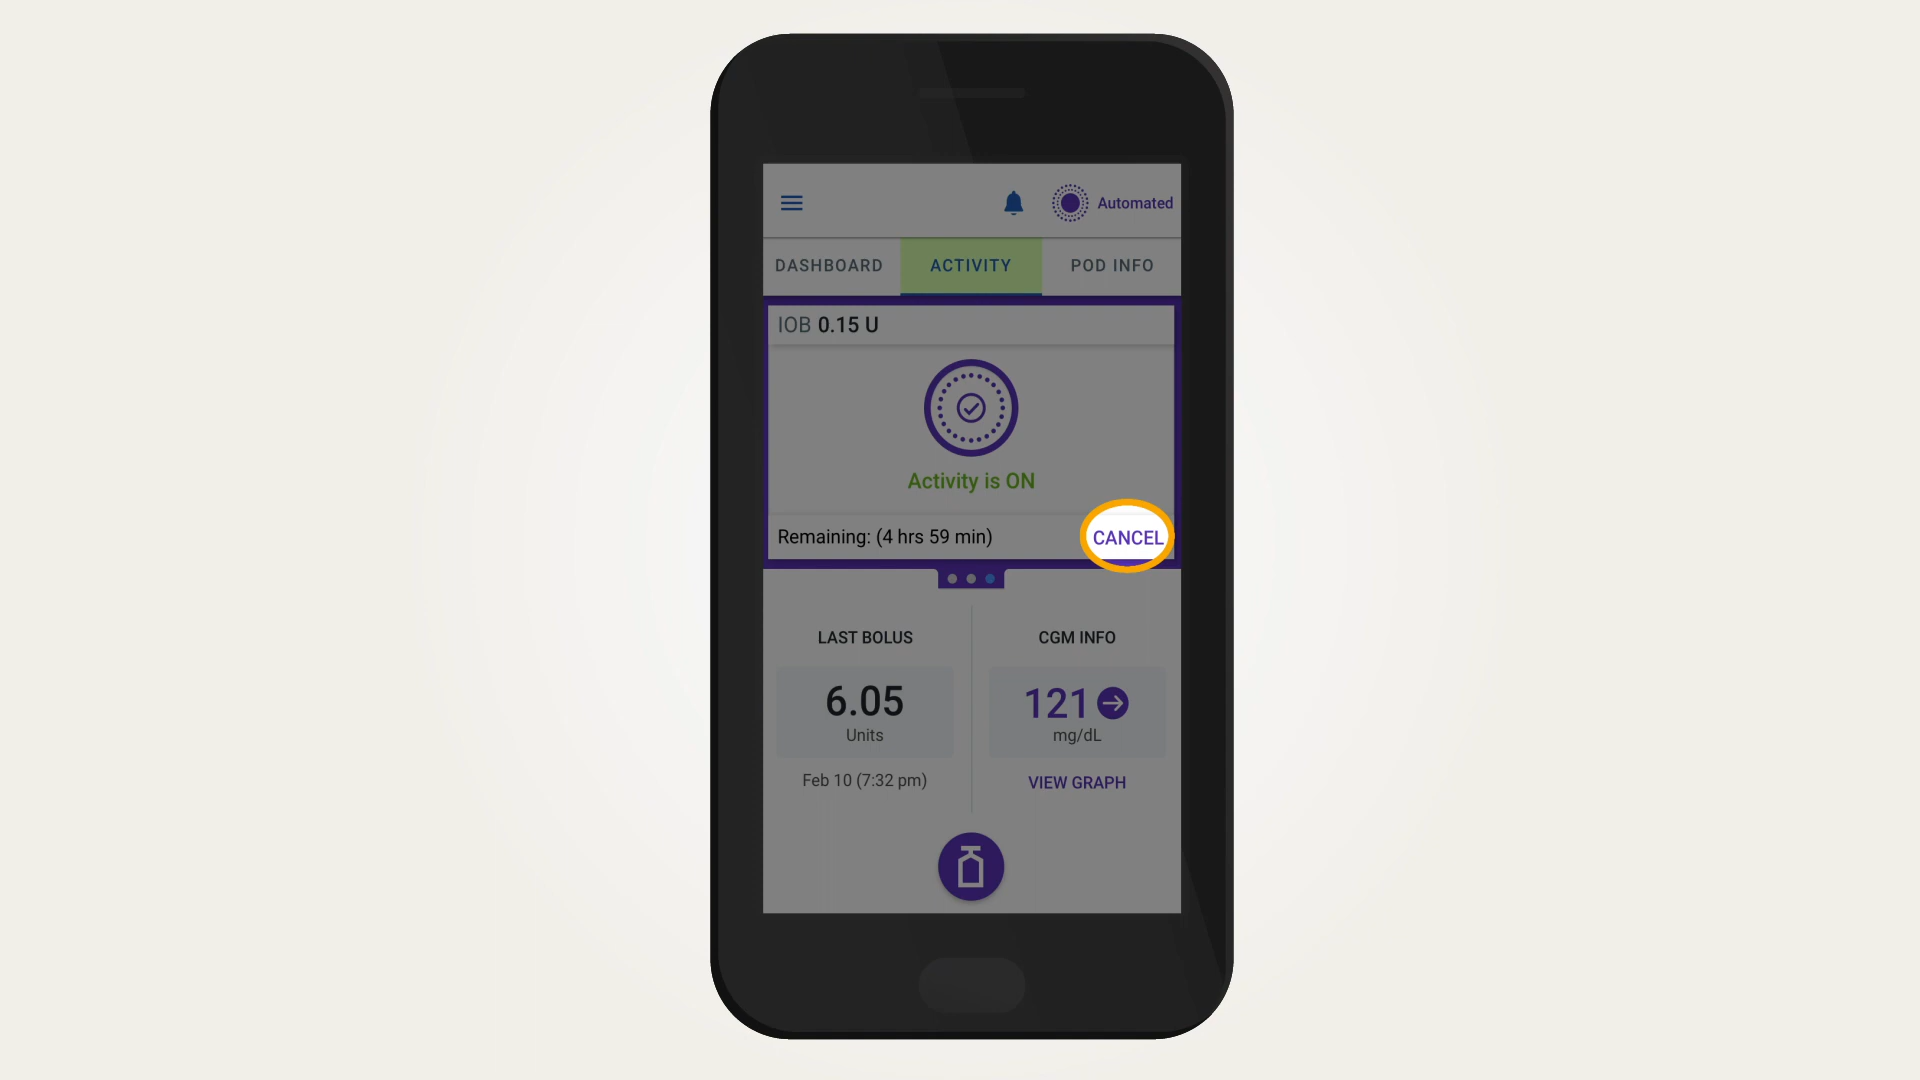 Automated
DASHBOARD ACTIVITY POD INFO
IOB 0.15 U
Activity is ON
Remaining: (4 hrs 59 min) CANCEL
LAST BOLUS
6.05
Units
Feb 10 (7:32 pm)
CGM INFO
121
mg/dL
VIEW GRAPH